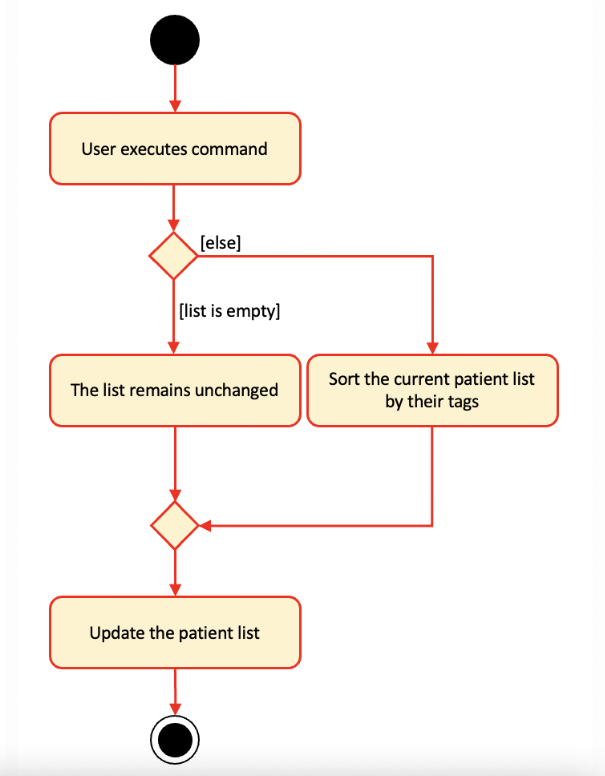 User executes command
[else]
[list is empty]
The list remains unchanged
Sort the current patient list
by their tags
Update the patient list